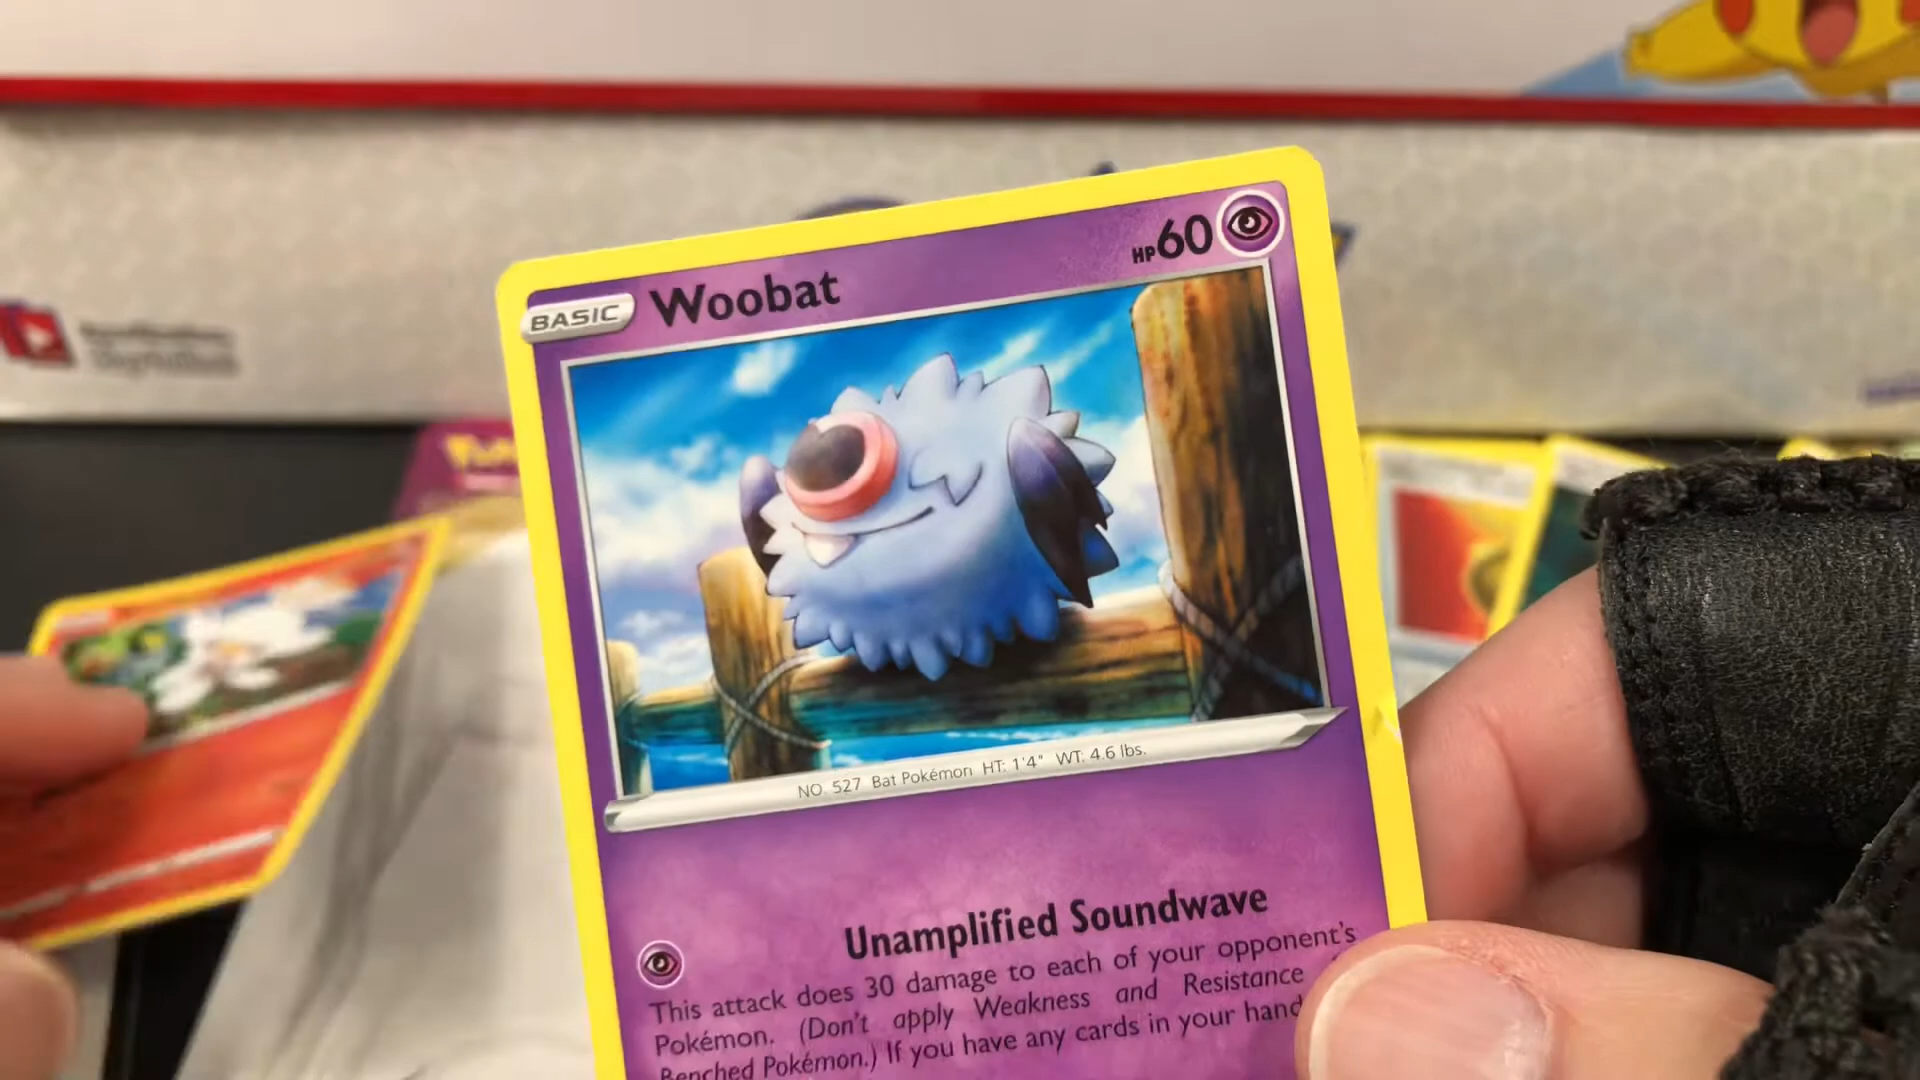 BASIC Woobat HP60
NO. 527 Bat Pokémon HT: 1'4" WT: 4.6 lbs.
Unamplified Soundwave
This attack does 30 damage to each of your opponent's
Pokémon. (Don't apply Weakness and Resistance
Benched Pokémon.) If you have any cards in your hand